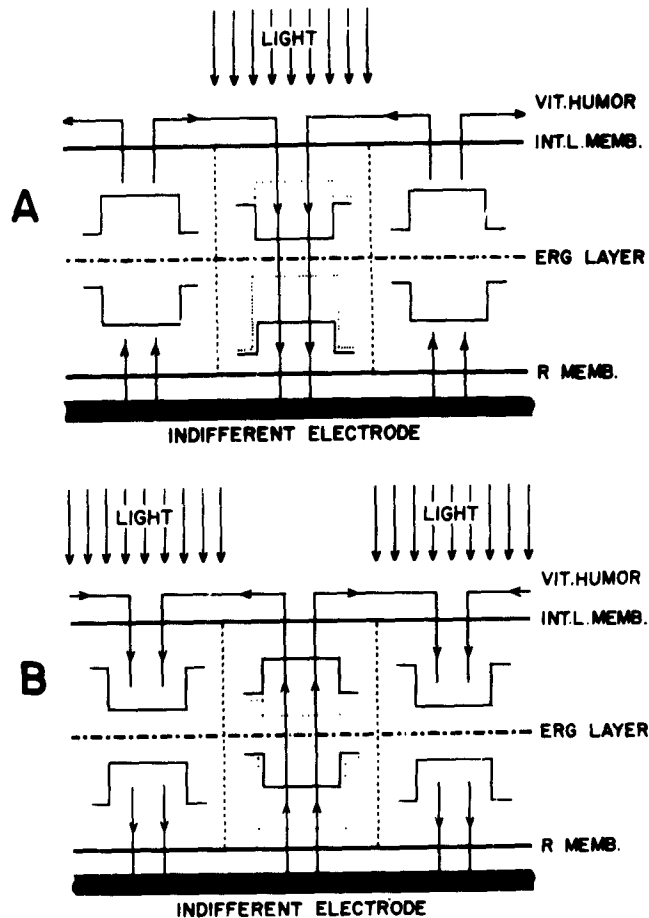 LIGHT
VIT.HUMOR
INT.L.MEMB.
A
ERG LAYER
R MEMB.
INDIFFERENT ELECTRODE
LIGHT LIGHT
VIT.HUMOR
INT.L.MEMB.
B
ERG LAYER
R MEMB.
INDIFFERENT ELECTRODE